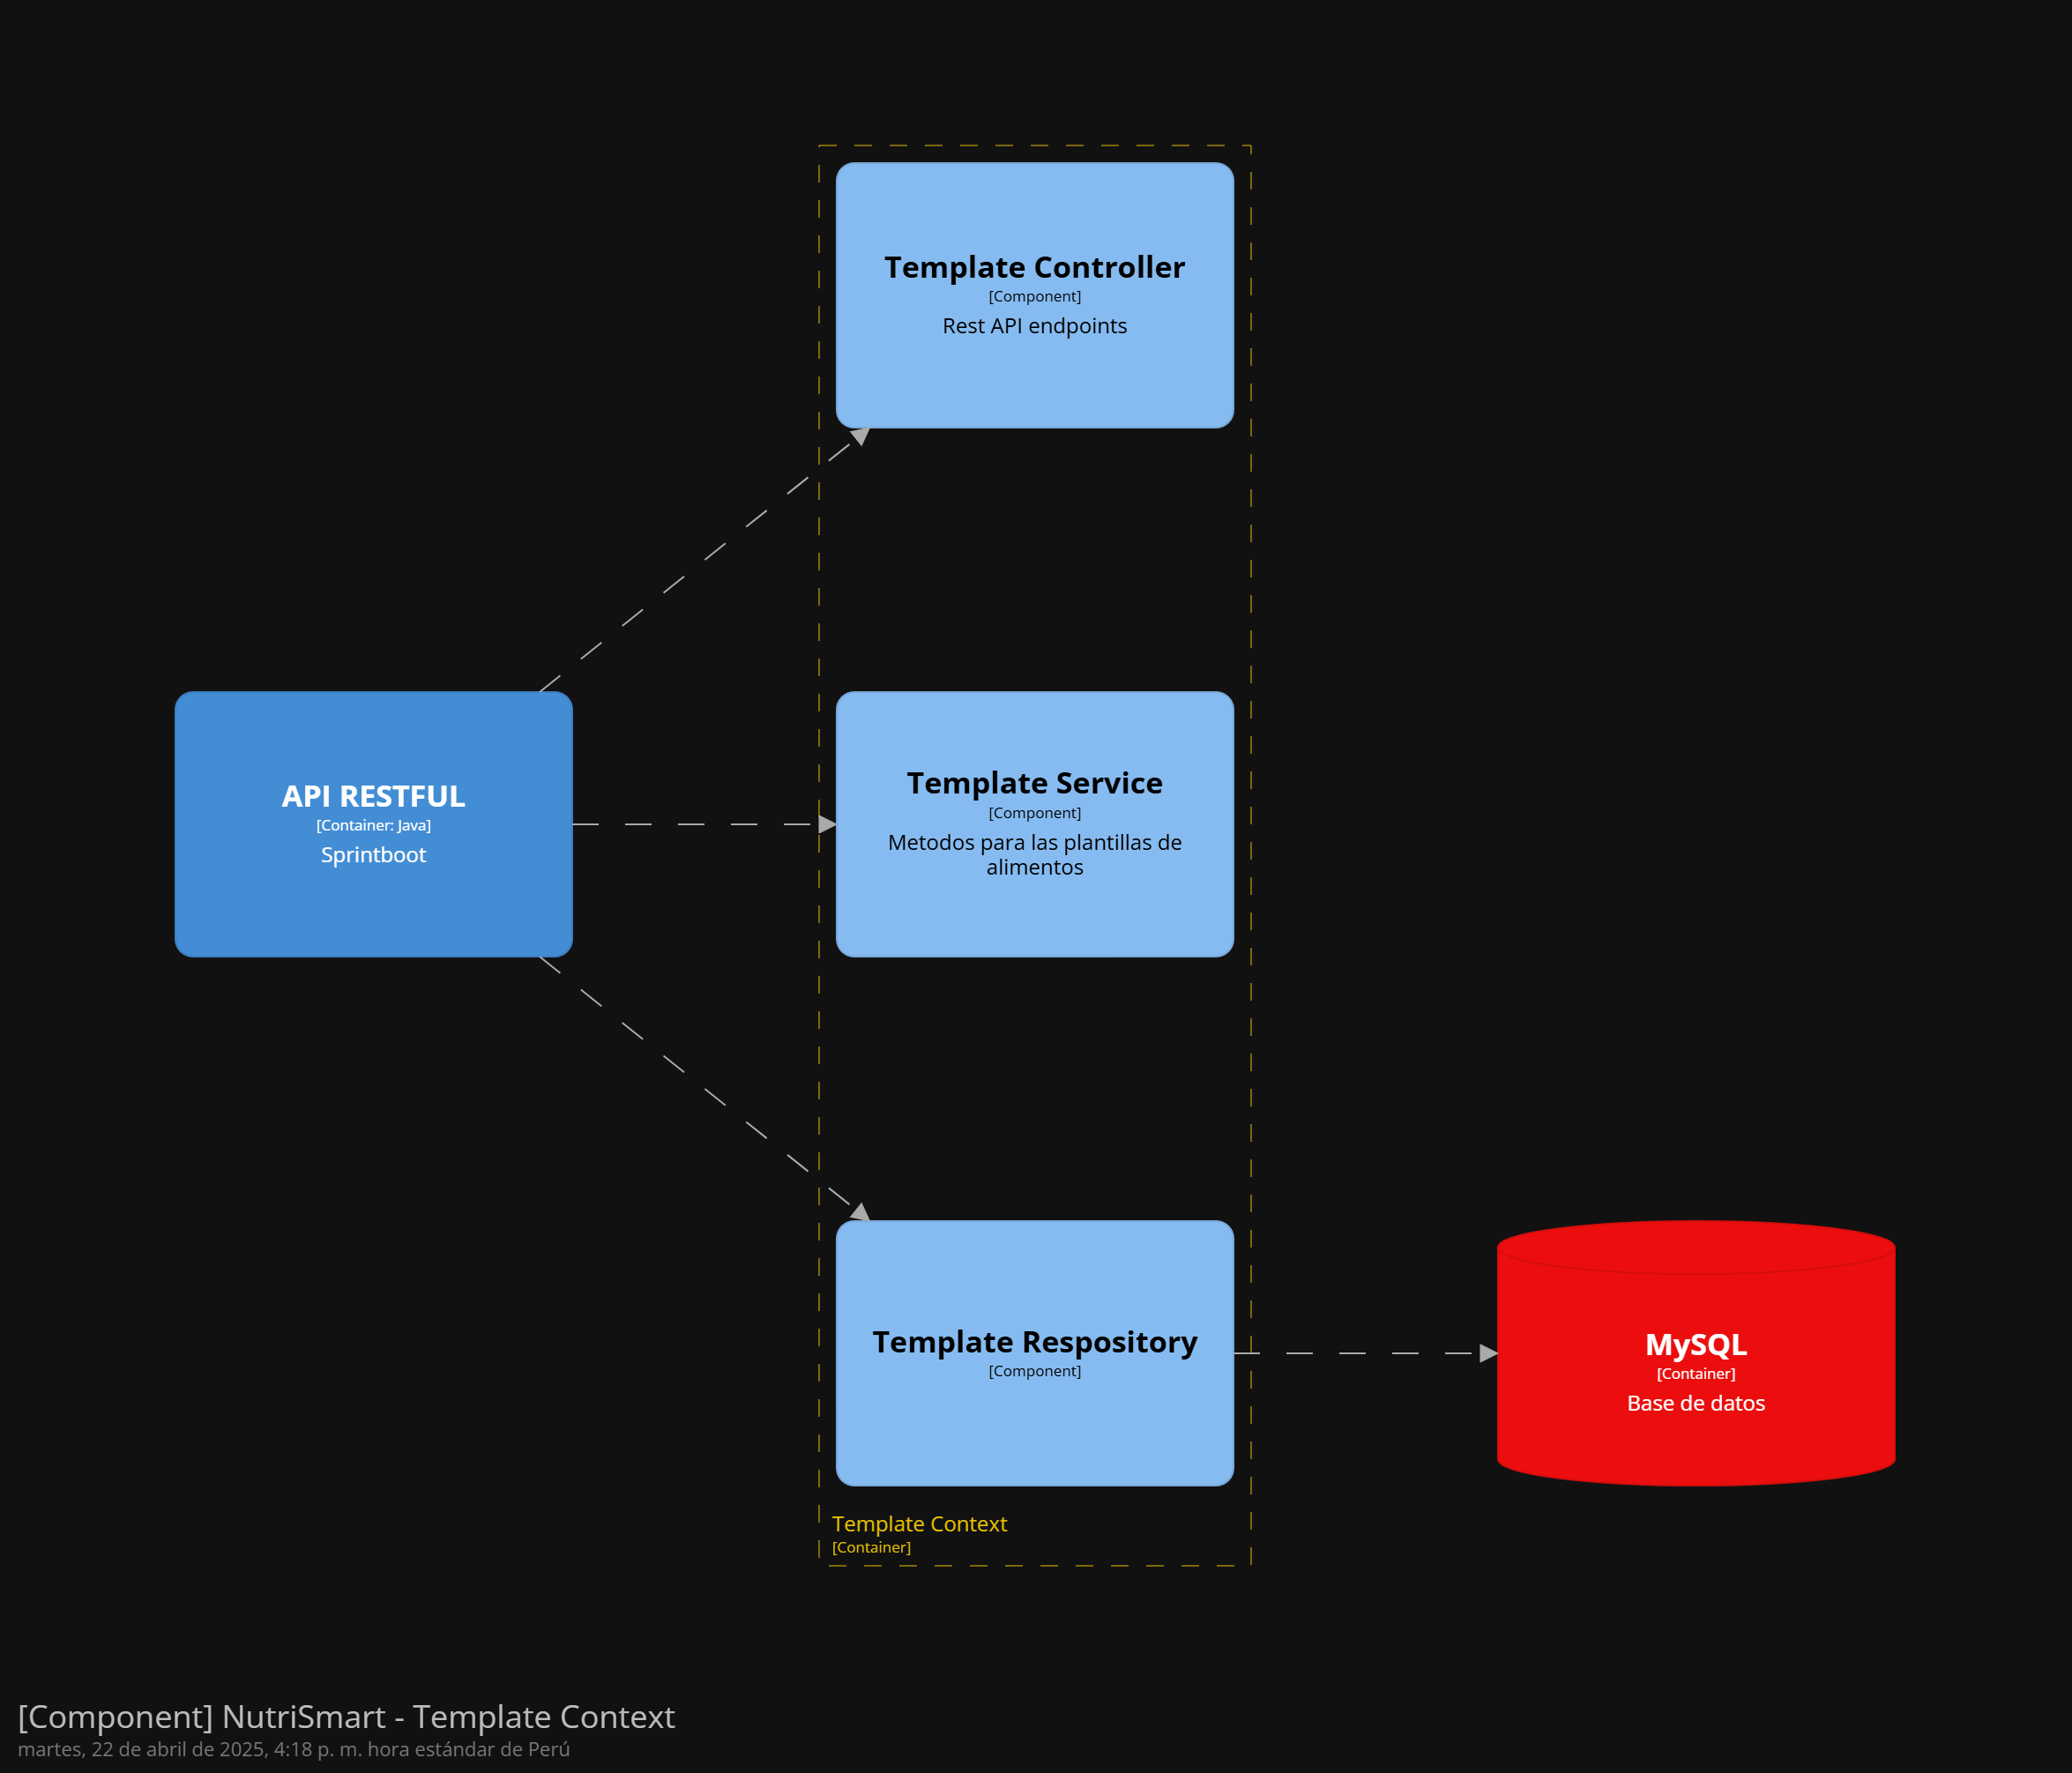 Template Controller
[Component]
Rest API endpoints
API RESTFUL
[Container: Java]
Sprintboot
Template Service
[Component]
Metodos para las plantillas de
alimentos
Template Respository
[Component]
MySQL
[Container]
Base de datos
Template Context
[Container]
[Component] NutriSmart - Template Context
martes, 22 de abril de 2025, 4:18 p. m. hora estándar de Perú